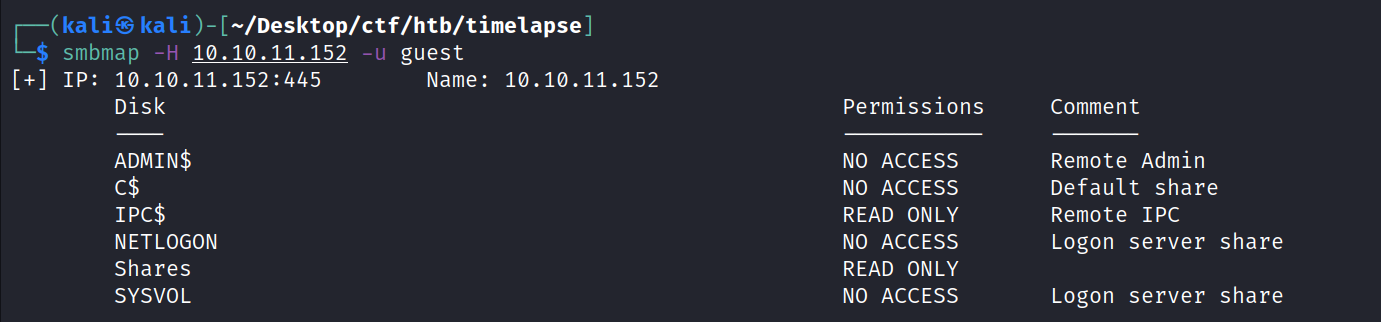 ┌──(kali㉿kali)-[~/Desktop/ctf/htb/timelapse]
└─$ smbmap -H 10.10.11.152 -u guest
[+] IP: 10.10.11.152:445 Name: 10.10.11.152
Disk Permissions Comment
---- ----------- -------
ADMIN$ NO ACCESS Remote Admin
C$ NO ACCESS Default share
IPC$ READ ONLY Remote IPC
NETLOGON NO ACCESS Logon server share
Shares READ ONLY
SYSVOL NO ACCESS Logon server share